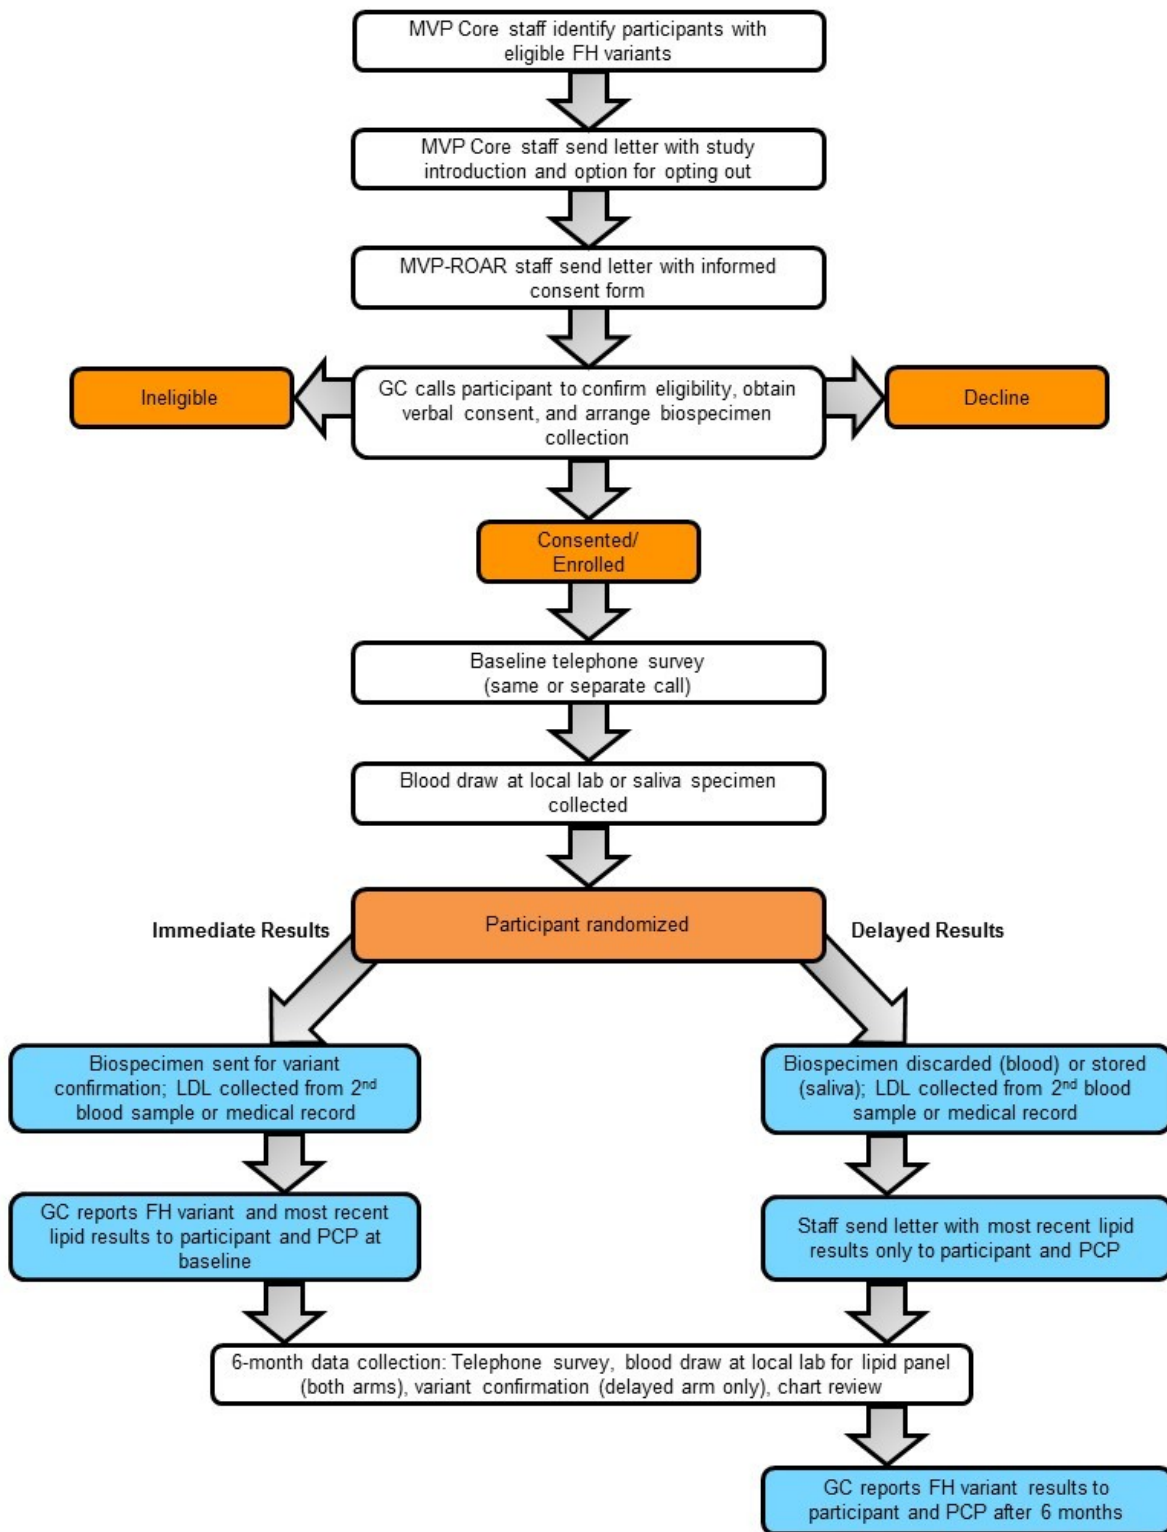 MVP Core staff identify participants with
eligible FH variants
MVP Core staff send letter with study
introduction and option for opting out
MVP-ROAR staff send letter with informed
consent form
Ineligible
GC calls participant to confirm eligibility, obtain
verbal consent, and arrange biospecimen
collection
Decline
Consented/
Enrolled
Baseline telephone survey
(same or separate call)
Blood draw at local lab or saliva specimen
collected
Immediate Results
Participant randomized
Delayed Results
Biospecimen sent for variant
confirmation; LDL collected from 2nd
blood sample or medical record
Biospecimen discarded (blood) or stored
(saliva); LDL collected from 2nd blood
sample or medical record
GC reports FH variant and most recent
lipid results to participant and PCP at
baseline
Staff send letter with most recent lipid
results only to participant and PCP
6-month data collection: Telephone survey, blood draw at local lab for lipid panel
(both arms), variant confirmation (delayed arm only), chart review
GC reports FH variant results to
participant and PCP after 6 months